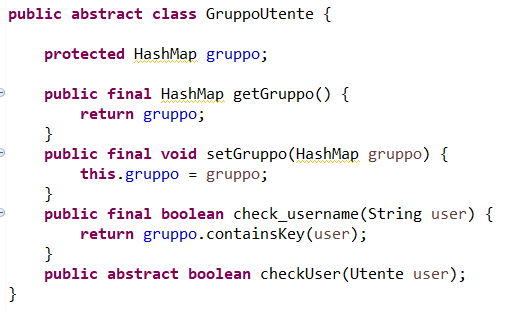 public abstract class GruppoUtente {
protected HashMap gruppo;
public final HashMap getGruppo() {
return gruppo;
}
public final void setGruppo(HashMap gruppo) {
this.gruppo = gruppo;
}
public final boolean check_username(String user) {
return gruppo.containsKey(user);
}
public abstract boolean checkUser(Utente user);
}